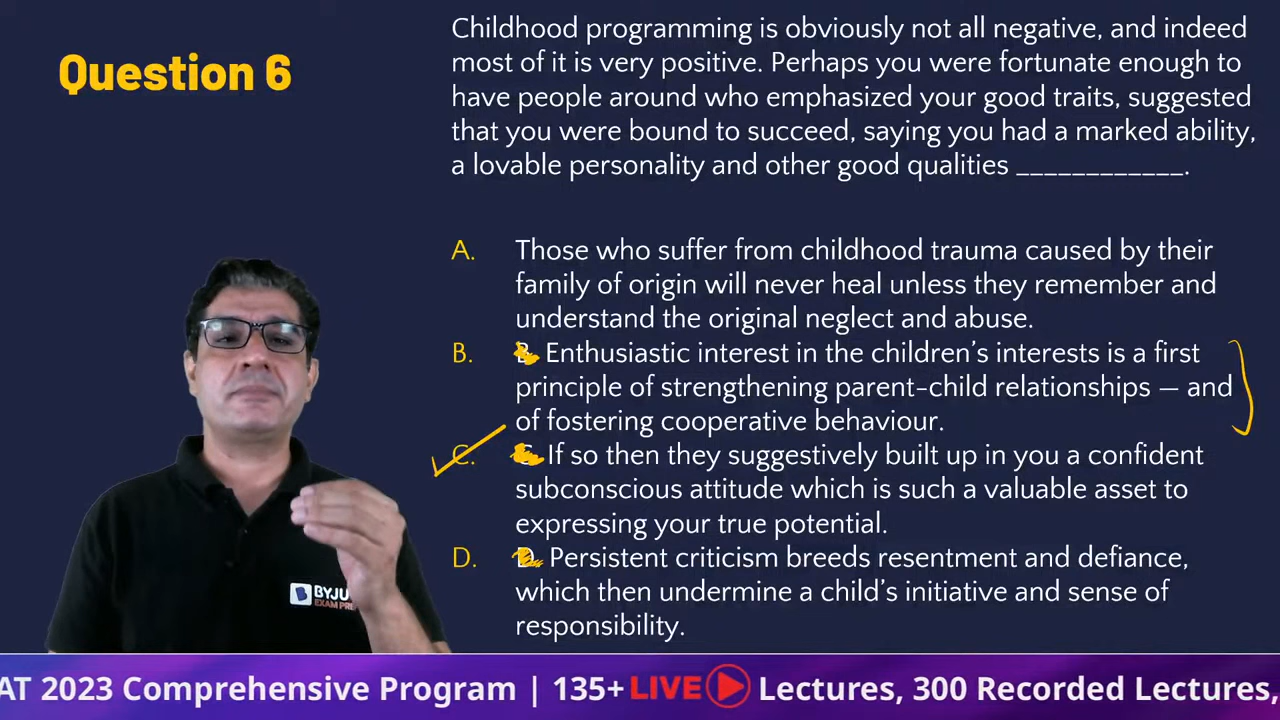 Question 6
Childhood programming is obviously not all negative, and indeed
most of it is very positive. Perhaps you were fortunate enough to
have people around who emphasized your good traits, suggested
that you were bound to succeed, saying you had a marked ability,
a lovable personality and other good qualities ____________.
A. Those who suffer from childhood trauma caused by their
family of origin will never heal unless they remember and
understand the original neglect and abuse.
B. Enthusiastic interest in the children's interests is a first
principle of strengthening parent-child relationships — and
of fostering cooperative behaviour.
C. If so then they suggestively built up in you a confident
subconscious attitude which is such a valuable asset to
expressing your true potential.
D. D. Persistent criticism breeds resentment and defiance,
which then undermine a child's initiative and sense of
responsibility.
BYJU
EXAM PRE
AT 2023 Comprehensive Program | 135+ LIVE Lectures, 300 Recorded Lectures,